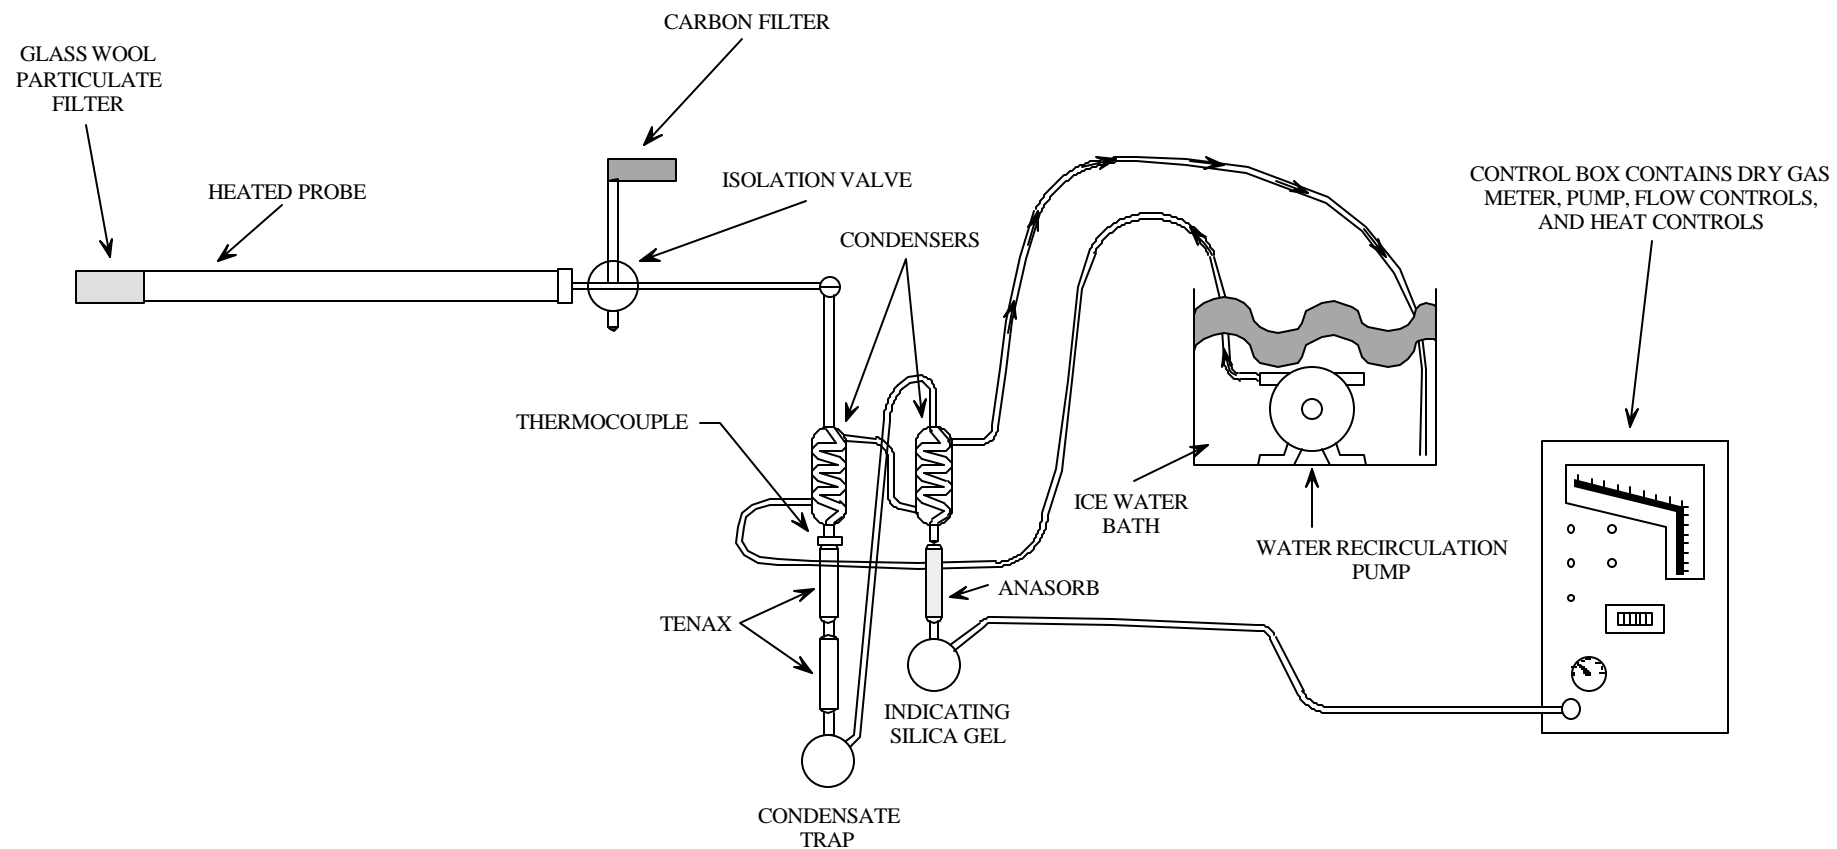 CARBON FILTER
GLASS WOOL
PARTICULATE
FILTER
HEATED PROBE
ISOLATION VALVE
CONDENSERS
CONTROL BOX CONTAINS DRY GAS
METER, PUMP, FLOW CONTROLS,
AND HEAT CONTROLS
THERMOCOUPLE
ICE WATER
BATH
WATER RECIRCULATION
PUMP
ANASORB
TENAX
INDICATING
SILICA GEL
CONDENSATE
TRAP